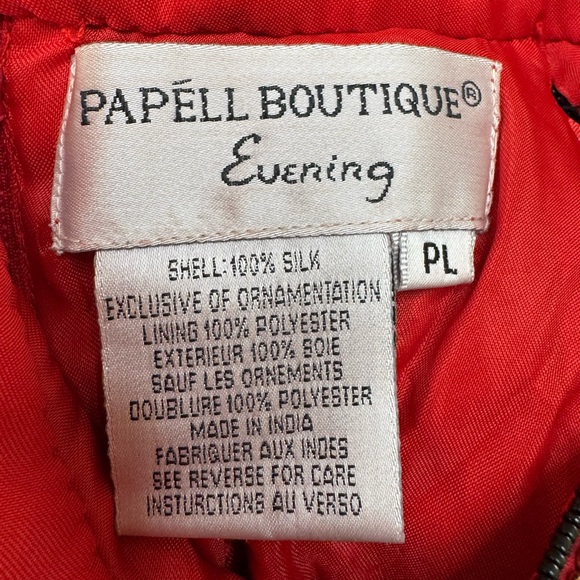 PAPÉLL BOUTIQUE®
Evening
PL
SHELL:100% SILK
EXCLUSIVE OF ORNAMENTATION
LINING 100% POLYESTER
EXTERIEUR 100% SOIE
SAUF LES ORNEMENTS
DOUBLURE 100% POLYESTER
MADE IN INDIA
FABRIQUER AUX INDES
SEE REVERSE FOR CARE
INSTURCTIONS AU VERSO